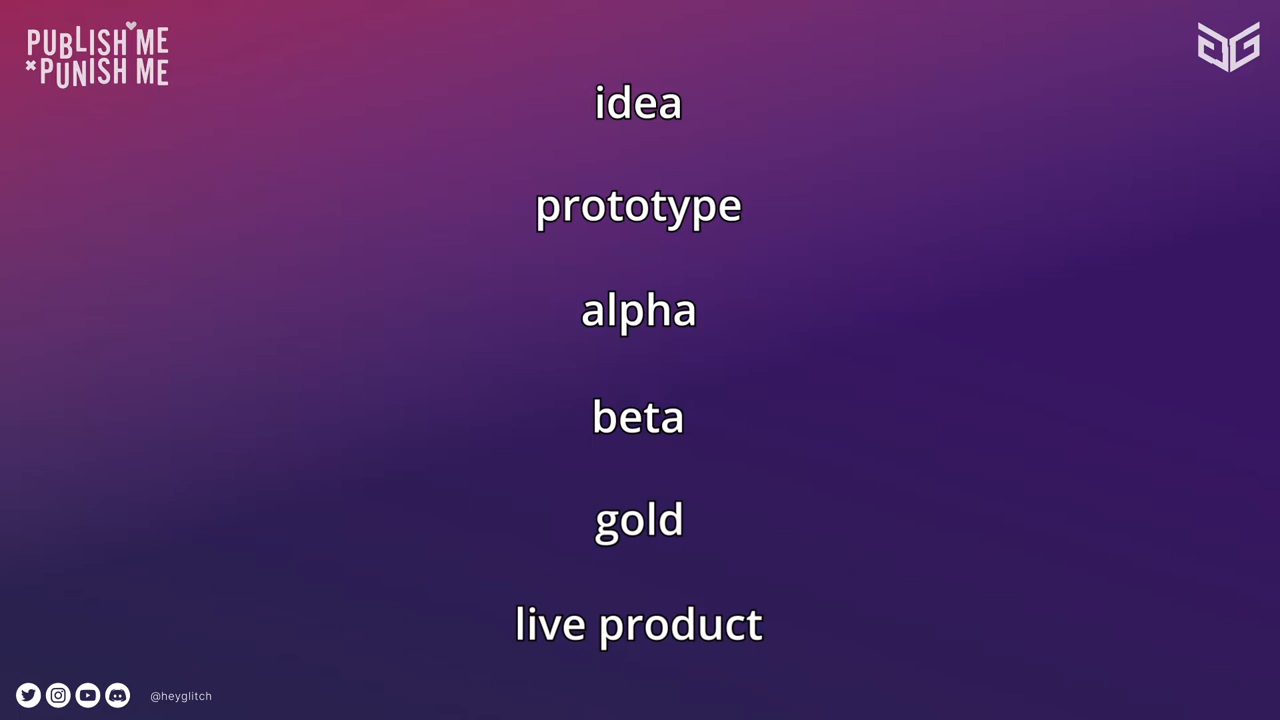 PUBLISH ME
PUNISH ME
idea
prototype
alpha
beta
gold
live product
@heyglitch